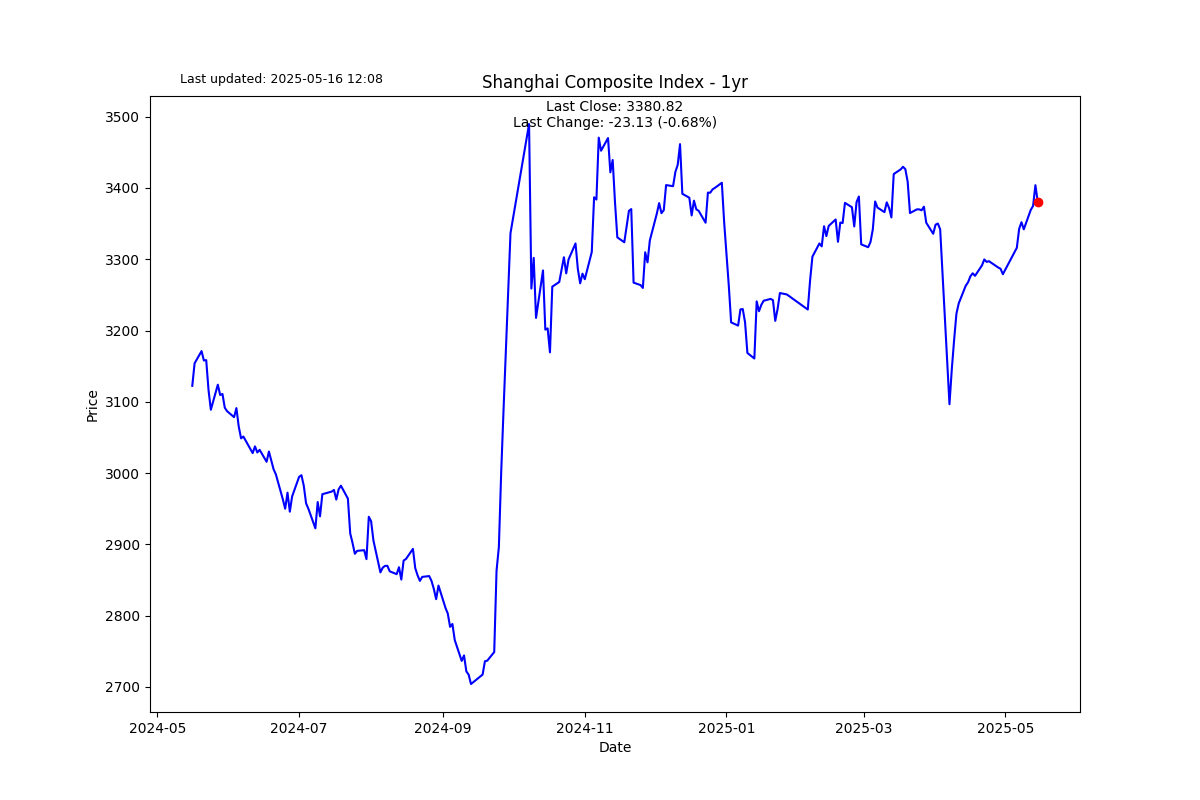 Last updated: 2025-05-16 12:08
Shanghai Composite Index - 1yr
Last Close: 3380.82
Last Change: -23.13 (-0.68%)
3500
3400
3300
3200
3100
3000
2900
2800
2700
Price
2024-05
2024-07
2024-09
2024-11
2025-01
2025-03
2025-05
Date